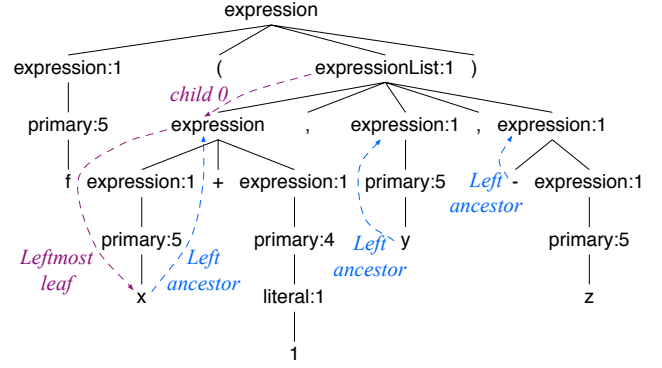 expression
expression:1 ( expressionList:1 )
child 0
primary:5 expression , expression:1 , expression:1
f expression:1 + expression:1 primary:5 Left - expression:1
ancestor
primary:5 primary:4 y primary:5
Leftmost Left Left
leaf ancestor ancestor
x literal:1 z
1